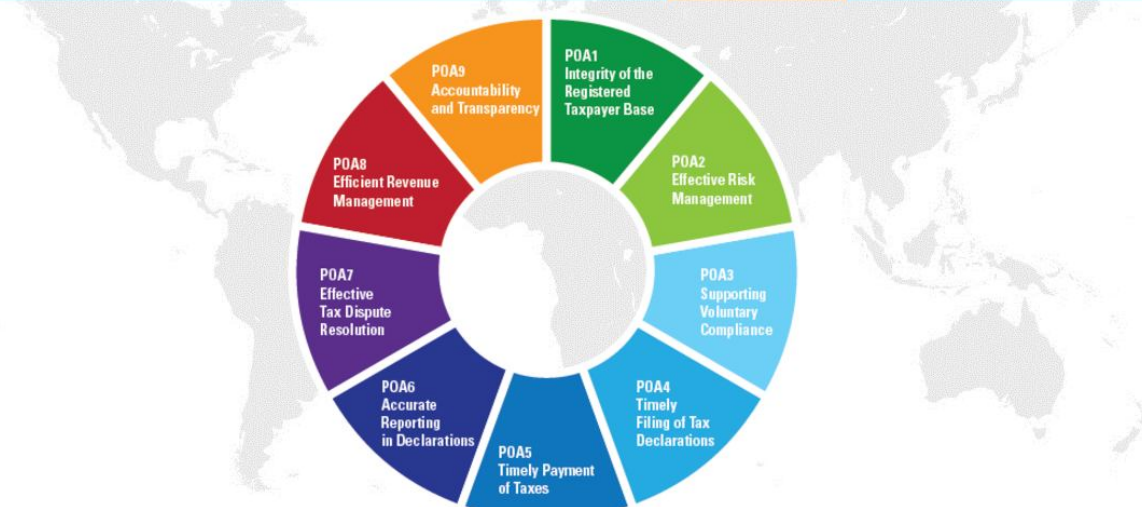 POA1
Integrity of the
Registered
Taxpayer Base
POA2
Effective Risk
Management
POA3
Supporting
Voluntary
Compliance
POA4
Timely
Filing of Tax
Declarations
POA5
Timely Payment
of Taxes
POA6
Accurate
Reporting
in Declarations
POA7
Effective
Tax Dispute
Resolution
POA8
Efficient Revenue
Management
POA9
Accountability
and Transparency